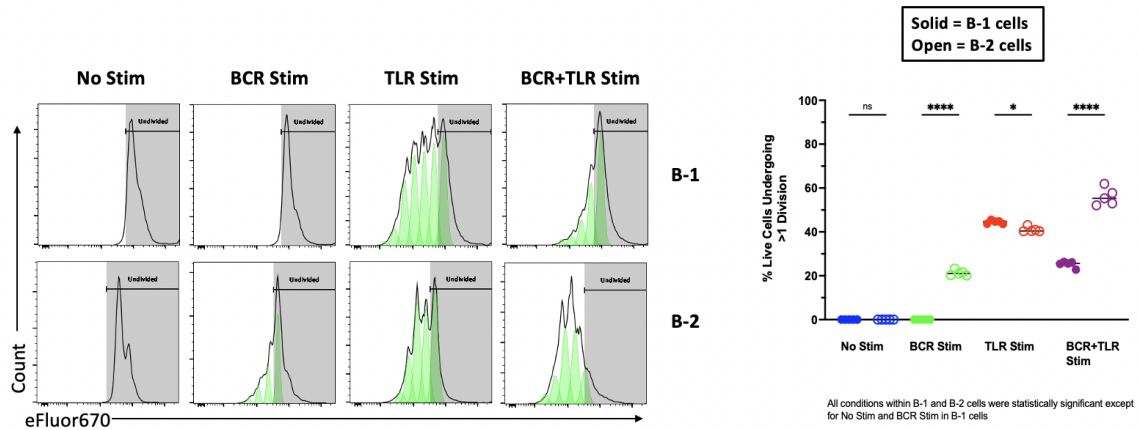 Solid = B-1 cells
Open = B-2 cells
No Stim
BCR Stim
TLR Stim
BCR+TLR Stim
Undivided
Undivided
Undivided
Undivided
B-1
Undivided
Undivided
Undivided
Undivided
B-2
Count
eFluor670
% Live Cells Undergoing
>1 Division
100
80
60
40
20
0
ns
****
*
****
No Stim
BCR Stim
TLR Stim
BCR+TLR
Stim
All conditions within B-1 and B-2 cells were statistically significant except
for No Stim and BCR Stim in B-1 cells